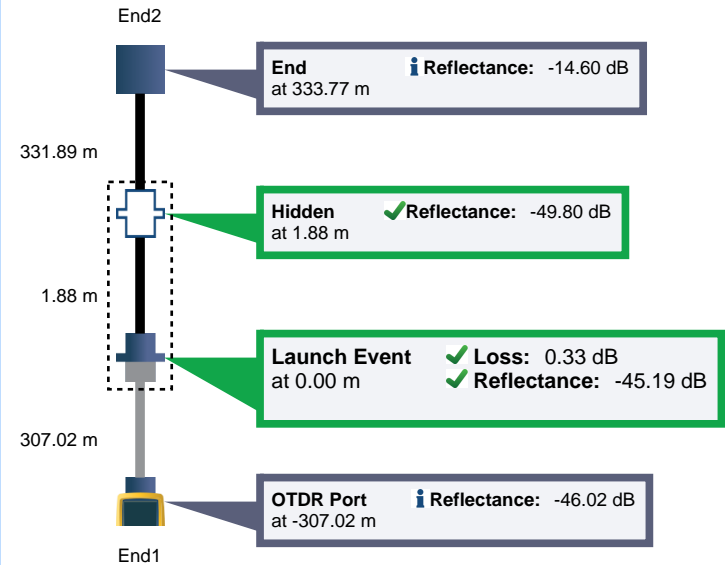 End2
End
i Reflectance: -14.60 dB
at 333.77 m
331.89 m
Hidden
Reflectance: -49.80 dB
at 1.88 m
1.88 m
Launch Event
Loss: 0.33 dB
at 0.00 m
Reflectance: -45.19 dB
307.02 m
OTDR Port
i Reflectance: -46.02 dB
at -307.02 m
End1